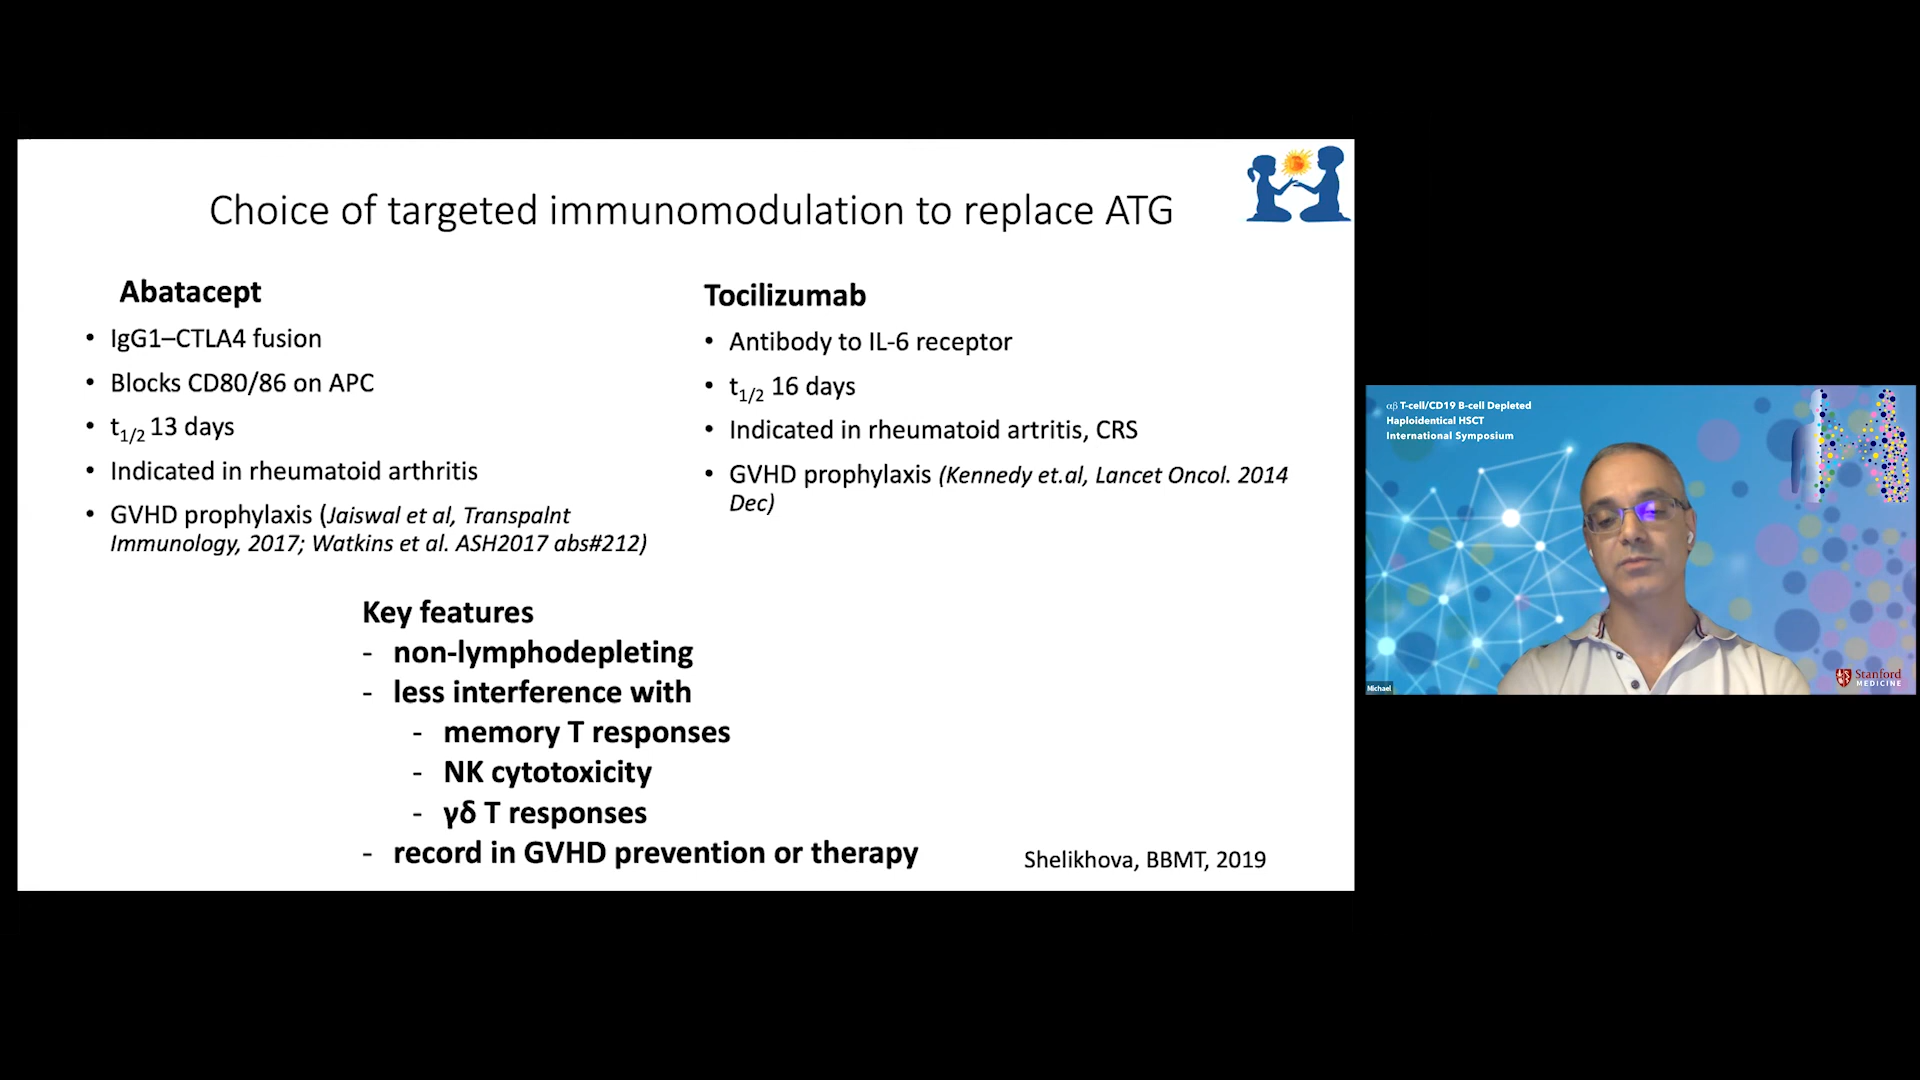 Choice of targeted immunomodulation to replace ATG
Abatacept
• IgG1–CTLA4 fusion
• Blocks CD80/86 on APC
• t1/2 13 days
• Indicated in rheumatoid arthritis
• GVHD prophylaxis (Jaiswal et al, Transpalnt
Immunology, 2017; Watkins et al. ASH2017 abs#212)
Tocilizumab
• Antibody to IL-6 receptor
• t1/2 16 days
• Indicated in rheumatoid artritis, CRS
• GVHD prophylaxis (Kennedy et.al, Lancet Oncol. 2014
Dec)
Key features
- non-lymphodepleting
- less interference with
- memory T responses
- NK cytotoxicity
- γδ T responses
- record in GVHD prevention or therapy
Shelikhova, BBMT, 2019
αβ T-cell/CD19 B-cell Depleted
Haploidentical HSCT
International Symposium
Michael
Stanford
MEDICINE